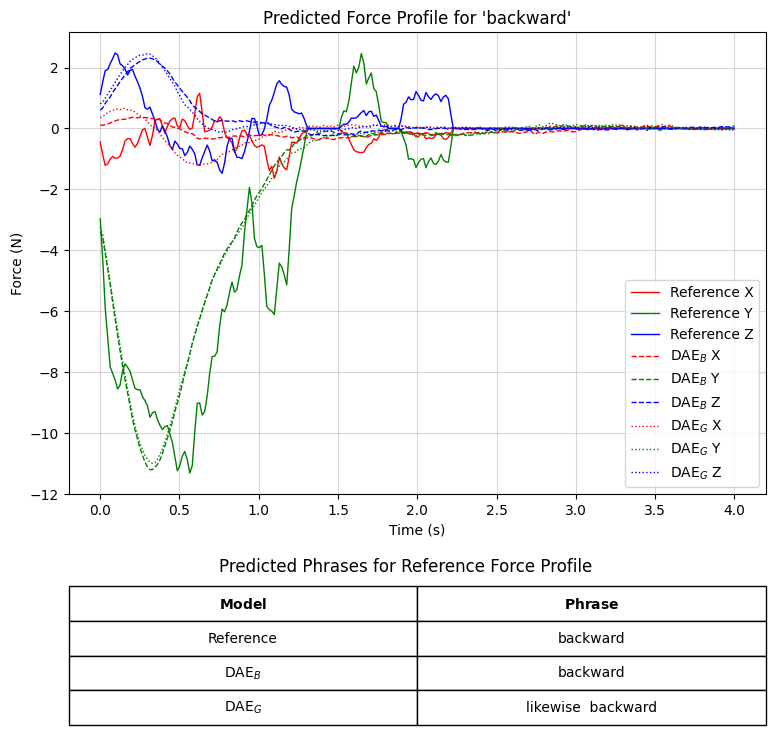 Predicted Force Profile for 'backward'
Force (N)
2
0
−2
−4
−6
−8
−10
−12
0.0 0.5 1.0 1.5 2.0 2.5 3.0 3.5 4.0
Time (s)
Reference X
Reference Y
Reference Z
DAE_B X
DAE_B Y
DAE_B Z
DAE_G X
DAE_G Y
DAE_G Z
Predicted Phrases for Reference Force Profile
Model Phrase
Reference backward
DAE_B backward
DAE_G likewise backward